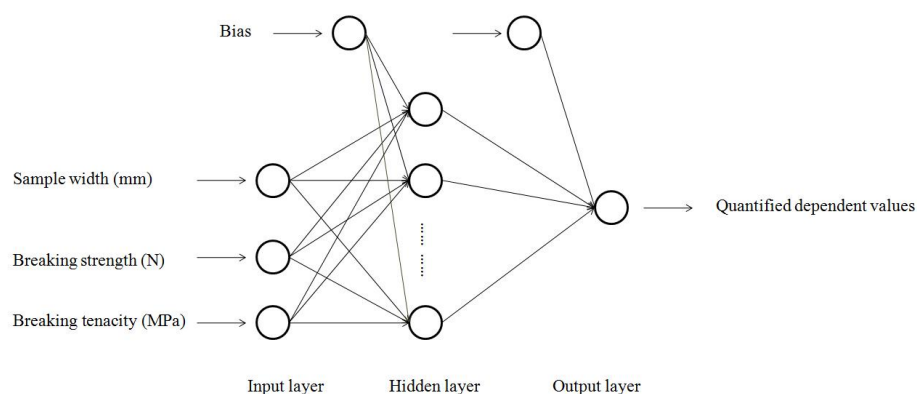 Bias
Sample width (mm)
Quantified dependent values
Breaking strength (N)
Breaking tenacity (MPa)
Input layer Hidden layer Output layer